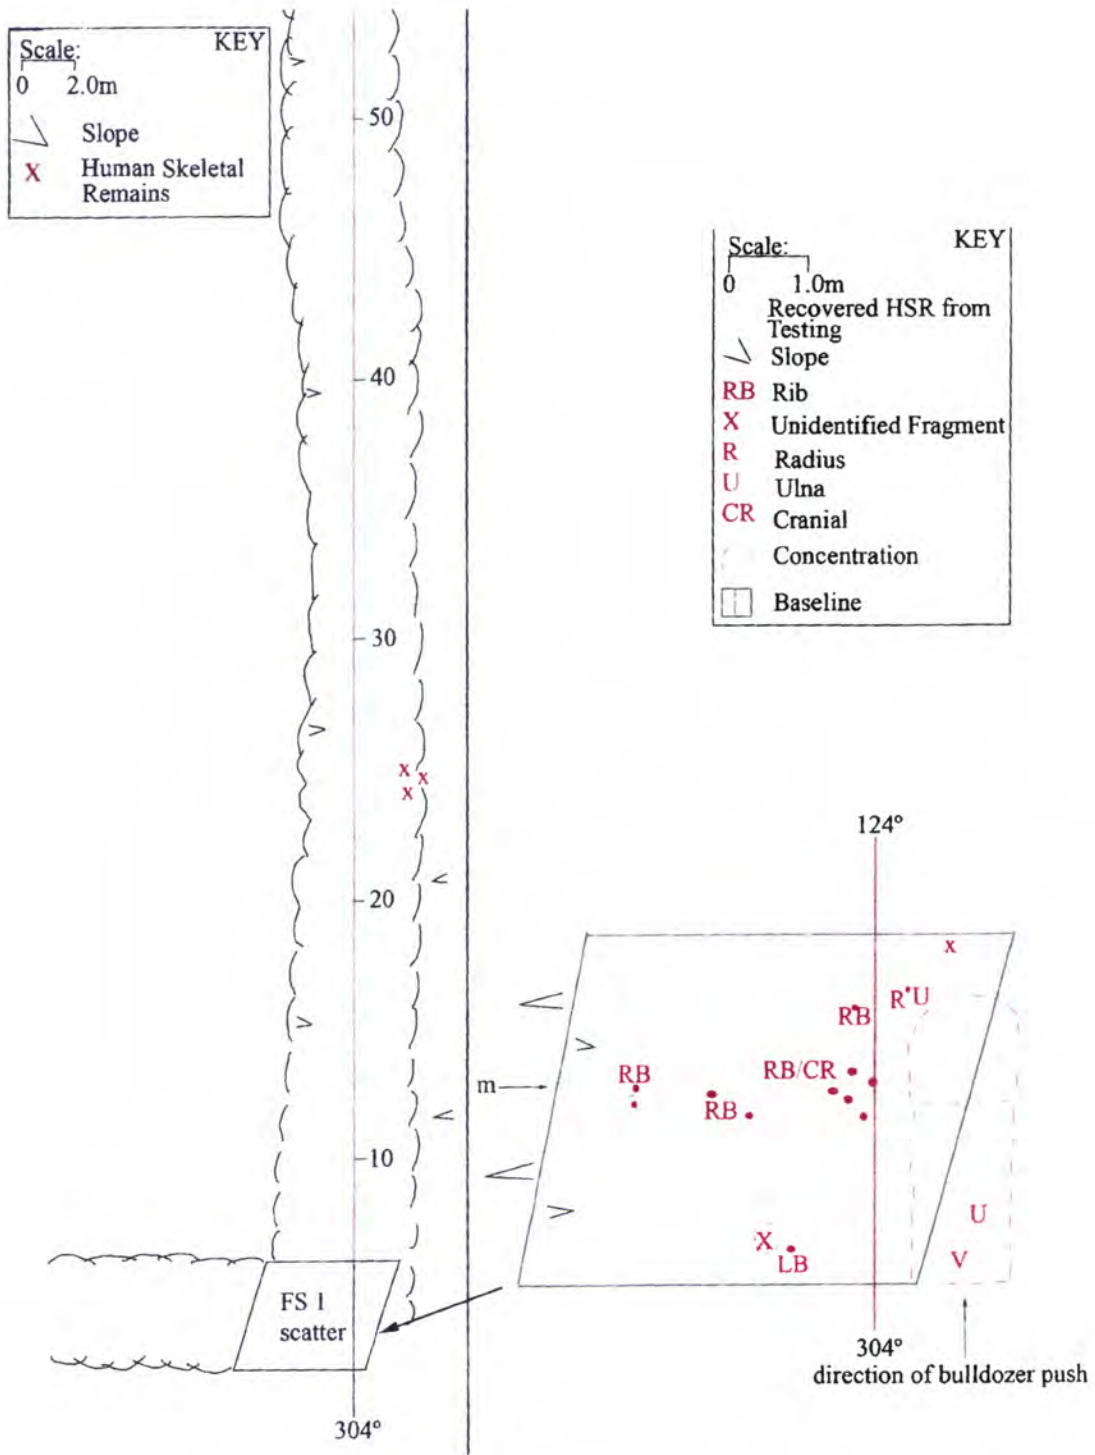 KEY
Scale:
0 2.0m
Slope
X Human Skeletal
Remains
50
40
30
20
10
X
X
X
FS 1
scatter
304°
KEY
Scale:
0 1.0m
Recovered HSR from
Testing
Slope
RB Rib
X Unidentified Fragment
R Radius
U Ulna
CR Cranial
Concentration
Baseline
124°
x
R U
RB
RB/CR
RB
m
RB
U
X
V
LB
304°
direction of bulldozer push